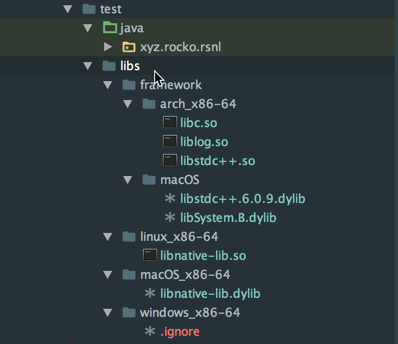 test
java
xyz.rocko.rsnl
libs
framework
arch_x86-64
libc.so
liblog.so
libstdc++.so
macOS
libstdc++.6.0.9.dylib
libSystem.B.dylib
linux_x86-64
libnative-lib.so
macOS_x86-64
libnative-lib.dylib
windows_x86-64
.ignore